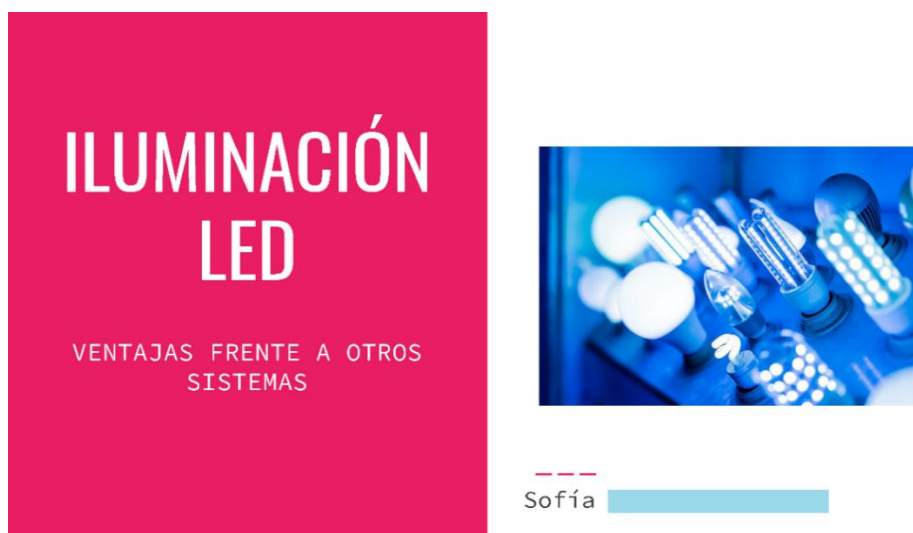 ILUMINACIÓN
LED
VENTAJAS FRENTE A OTROS
SISTEMAS
Sofía